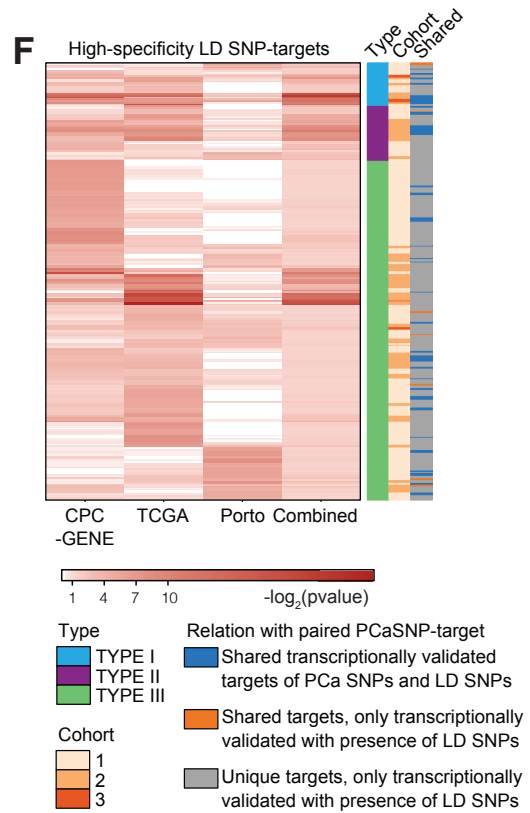 F
High-specificity LD SNP-targets
Type
Cohort
Shared
CPC
-GENE
TCGA
Porto
Combined
1 4 7 10 -log₂(pvalue)
Type
TYPE I
TYPE II
TYPE III
Cohort
1
2
3
Relation with paired PCaSNP-target
Shared transcriptionally validated
targets of PCa SNPs and LD SNPs
Shared targets, only transcriptionally
validated with presence of LD SNPs
Unique targets, only transcriptionally
validated with presence of LD SNPs